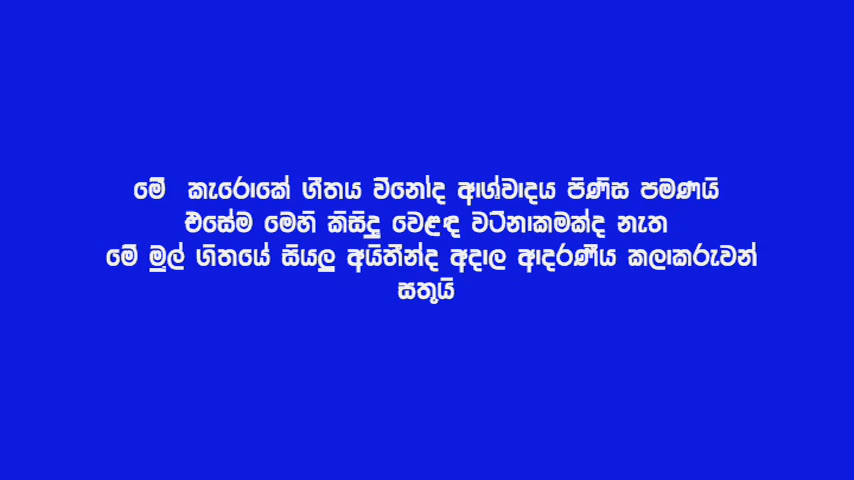 මේ කැරොකේ ගීතය විනෝද ආශ්වාදය පිණිස පමණයි
එසේම මෙහි කිසිදු වෙළඳ වටිනාකමක්ද නැත
මේ මුල් ගිතයේ සියලු අයිතීන්ද අදාල ආදරණීය කලාකරුවන්
සතුයි